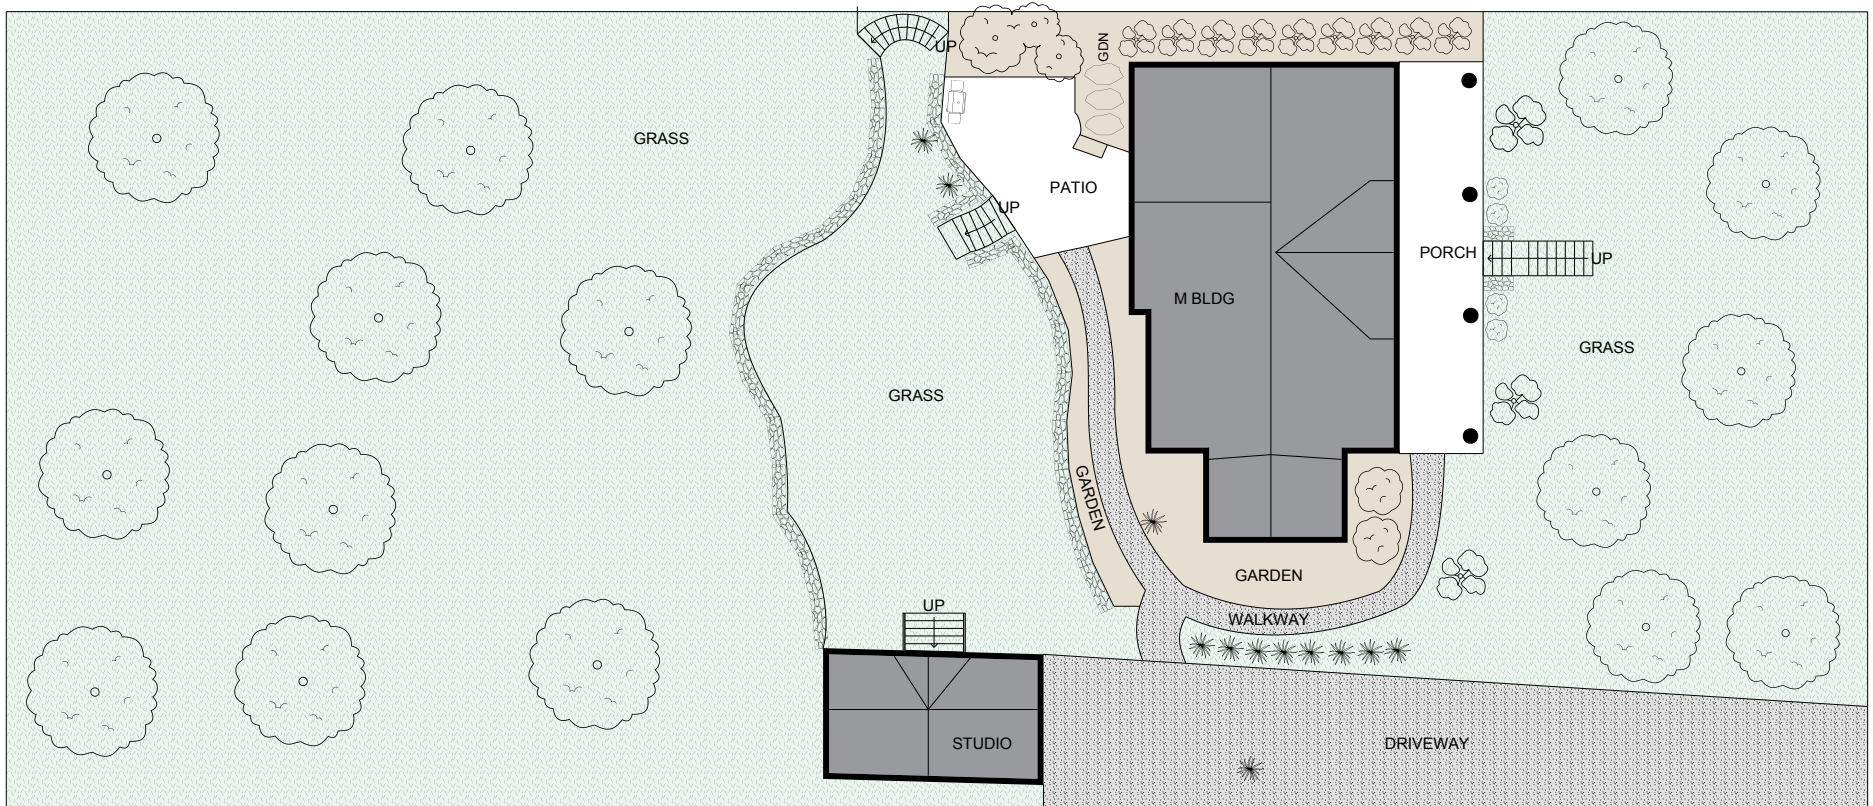 UP
GDN
GRASS
PATIO
UP
PORCH
UP
M BLDG
GRASS
GRASS
GARDEN
GARDEN
UP
WALKWAY
STUDIO
DRIVEWAY